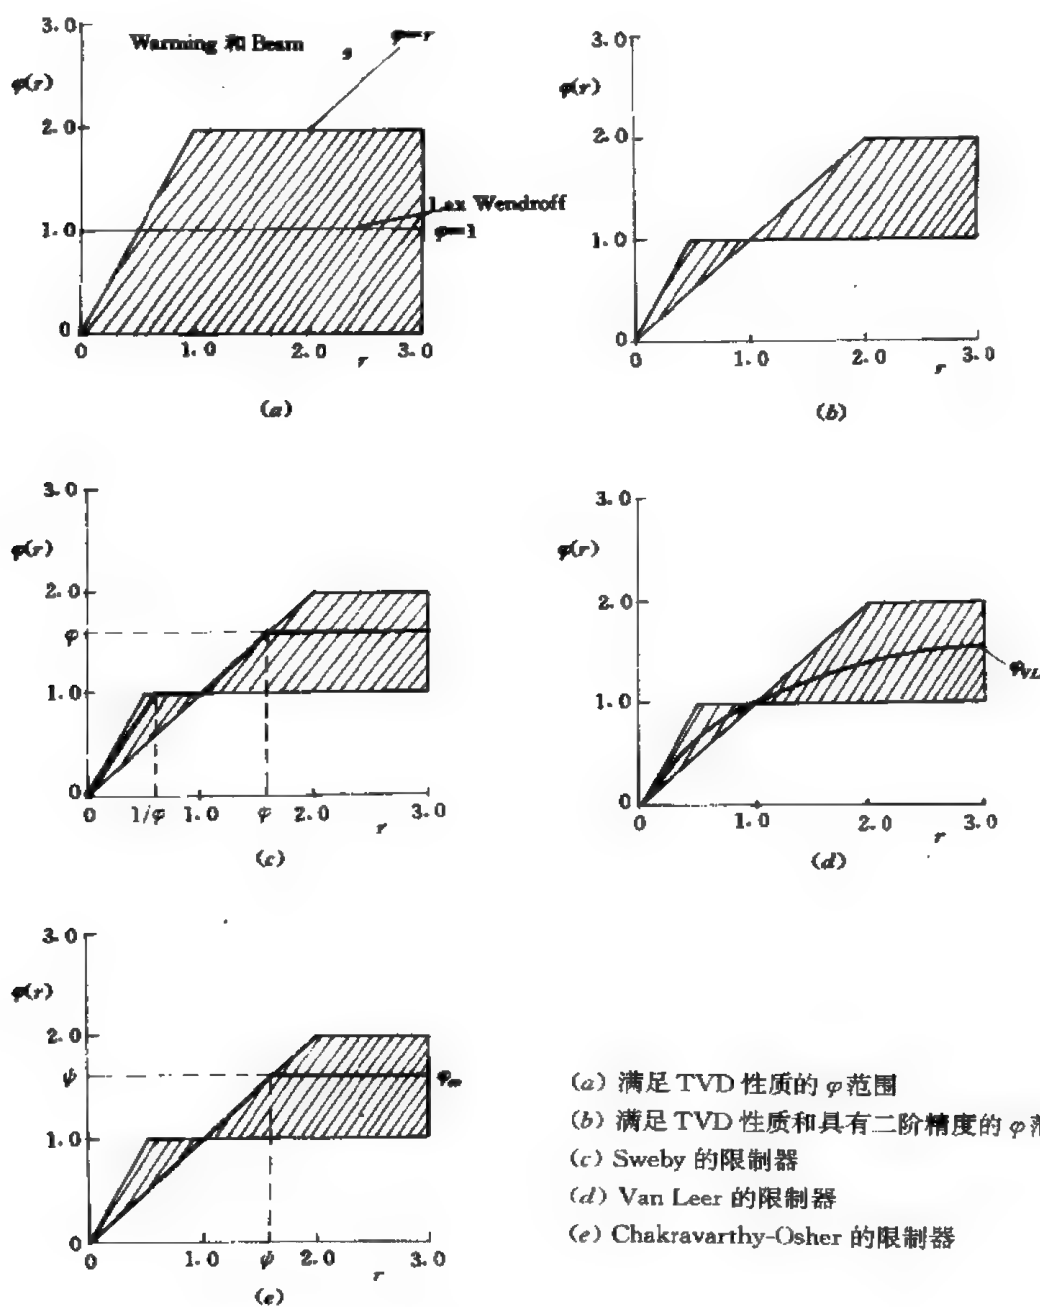 3.0
Warming 和 Beam
φ=r
φ(r)
2.0
Lax Wendroff
1.0
φ=1
0
0 1.0 2.0 3.0
r
(a)
3.0
φ(r)
2.0
1.0
0
0 1.0 2.0 3.0
r
(b)
3.0
φ(r)
2.0
φ
1.0
0
0 1/φ 1.0 φ 2.0 3.0
r
(c)
3.0
φ(r)
2.0
φVL
1.0
0
0 1.0 2.0 3.0
r
(d)
3.0
φ(r)
2.0
ψ
1.0
0
0 1.0 ψ 2.0 3.0
r
(e)
(a) 满足 TVD 性质的 φ 范围
(b) 满足 TVD 性质和具有二阶精度的 φ
(c) Sweby 的限制器
(d) Van Leer 的限制器
(e) Chakravarthy-Osher 的限制器